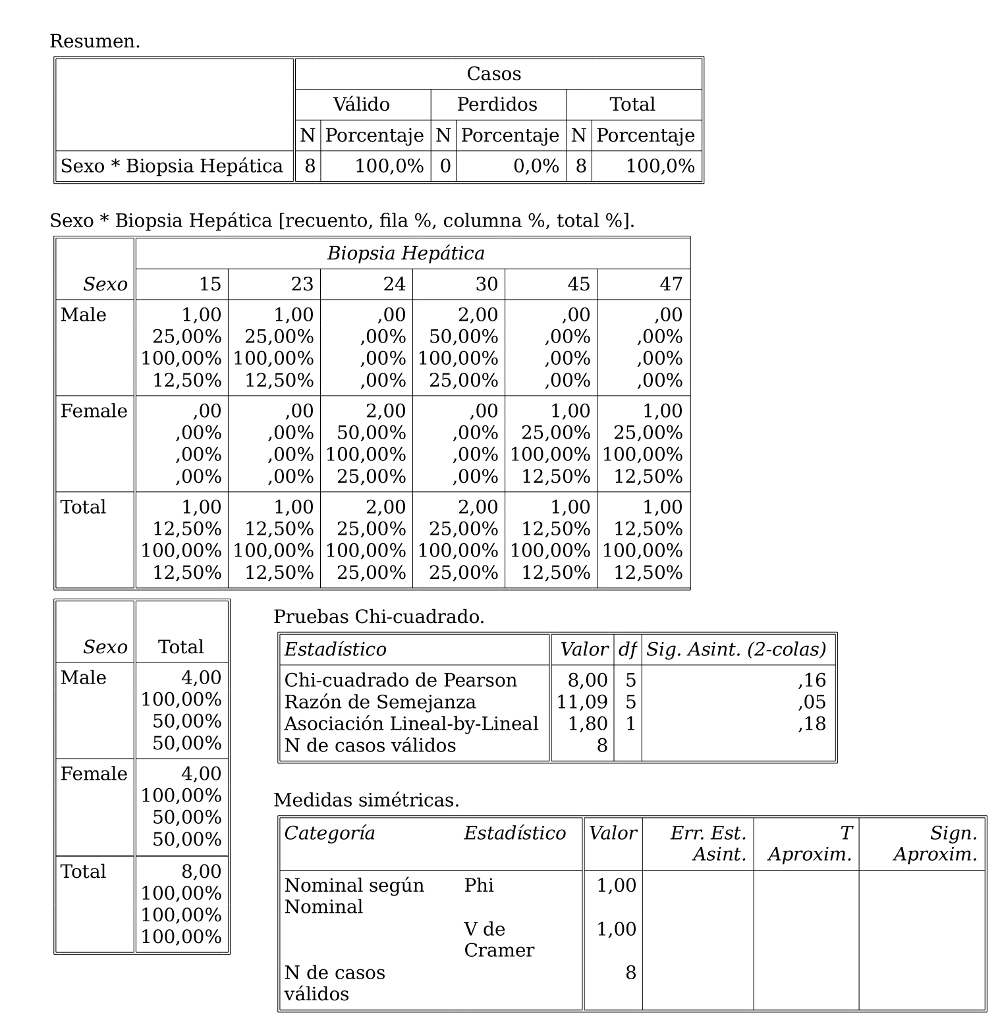 Resumen.
Casos
Válido Perdidos Total
N Porcentaje N Porcentaje N Porcentaje
Sexo * Biopsia Hepática 8 100,0% 0 0,0% 8 100,0%
Sexo * Biopsia Hepática [recuento, fila %, columna %, total %].
Biopsia Hepática
Sexo 15 23 24 30 45 47
Male 1,00 1,00 ,00 2,00 ,00 ,00
25,00% 25,00% ,00% 50,00% ,00% ,00%
100,00% 100,00% ,00% 100,00% ,00% ,00%
12,50% 12,50% ,00% 25,00% ,00% ,00%
Female ,00 ,00 2,00 ,00 1,00 1,00
,00% ,00% 50,00% ,00% 25,00% 25,00%
,00% ,00% 100,00% ,00% 100,00% 100,00%
,00% ,00% 25,00% ,00% 12,50% 12,50%
Total 1,00 1,00 2,00 2,00 1,00 1,00
12,50% 12,50% 25,00% 25,00% 12,50% 12,50%
100,00% 100,00% 100,00% 100,00% 100,00% 100,00%
12,50% 12,50% 25,00% 25,00% 12,50% 12,50%
Sexo Total
Male 4,00
100,00%
50,00%
50,00%
Female 4,00
100,00%
50,00%
50,00%
Total 8,00
100,00%
100,00%
100,00%
Pruebas Chi-cuadrado.
Estadístico Valor df Sig. Asint. (2-colas)
Chi-cuadrado de Pearson 8,00 5 ,16
Razón de Semejanza 11,09 5 ,05
Asociación Lineal-by-Lineal 1,80 1 ,18
N de casos válidos 8
Medidas simétricas.
Categoría Estadístico Valor Err. Est. T Sign.
Asint. Aproxim. Aproxim.
Nominal según Phi 1,00
Nominal
V de 1,00
Cramer
N de casos 8
válidos